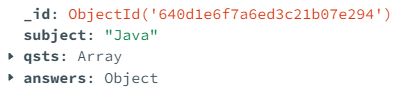 _id: ObjectId('640d1e6f7a6ed3c21b07e294')
subject: "Java"
qsts: Array
answers: Object